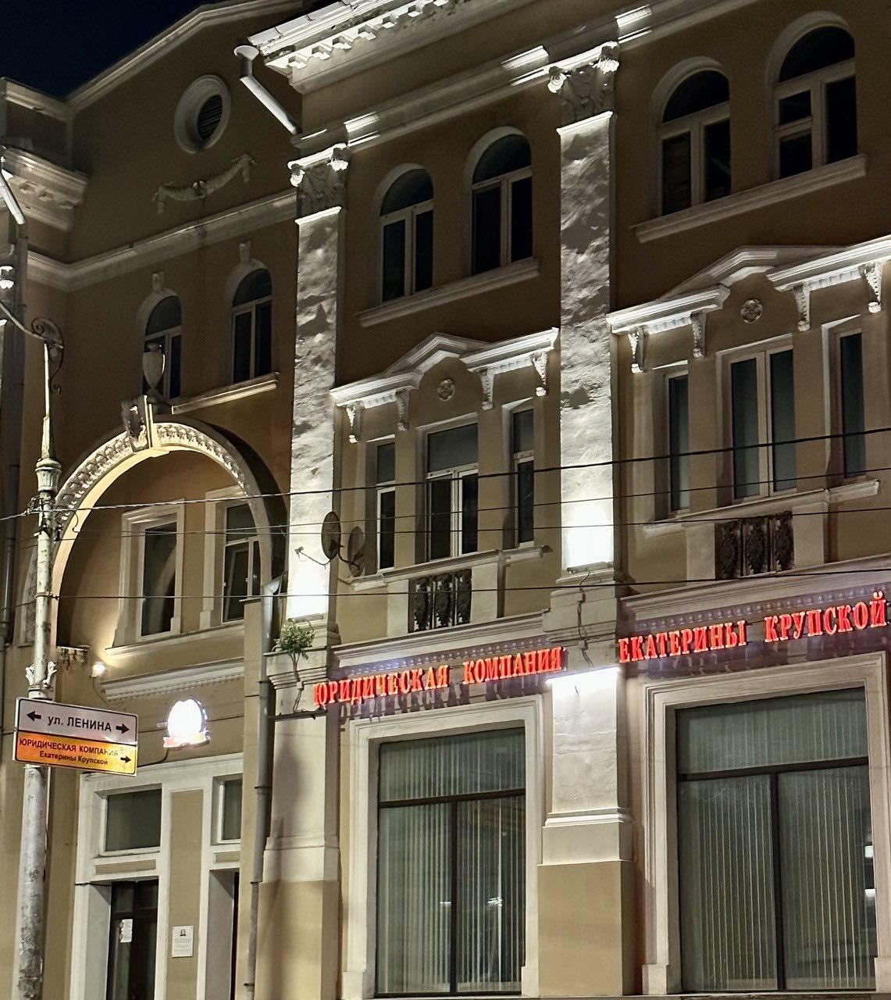 ЮРИДИЧЕСКАЯ КОМПАНИЯ ЕКАТЕРИНЫ КРУПСКОЙ
ул. ЛЕНИНА
ЮРИДИЧЕСКАЯ КОМПАНИЯ
Екатерины Крупской